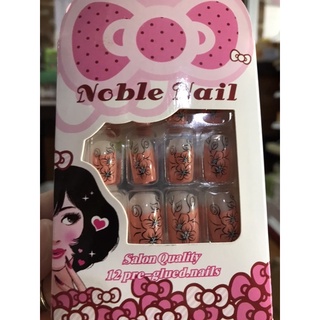 Noble Nail
Salon Quality
12 pre-glued.nails